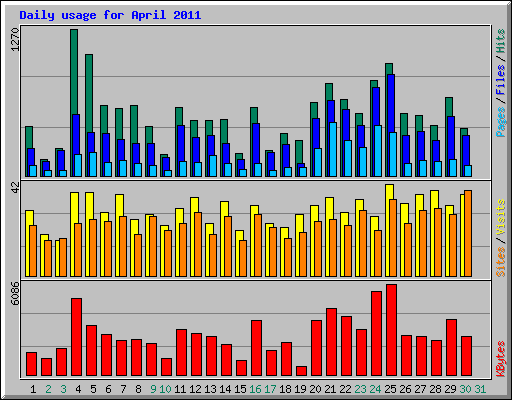 Daily usage for April 2011
1270
Pages / Files / Hits
42
Sites / Visits
6086
KBytes
1 2 3 4 5 6 7 8 9 10 11 12 13 14 15 16 17 18 19 20 21 22 23 24 25 26 27 28 29 30 31